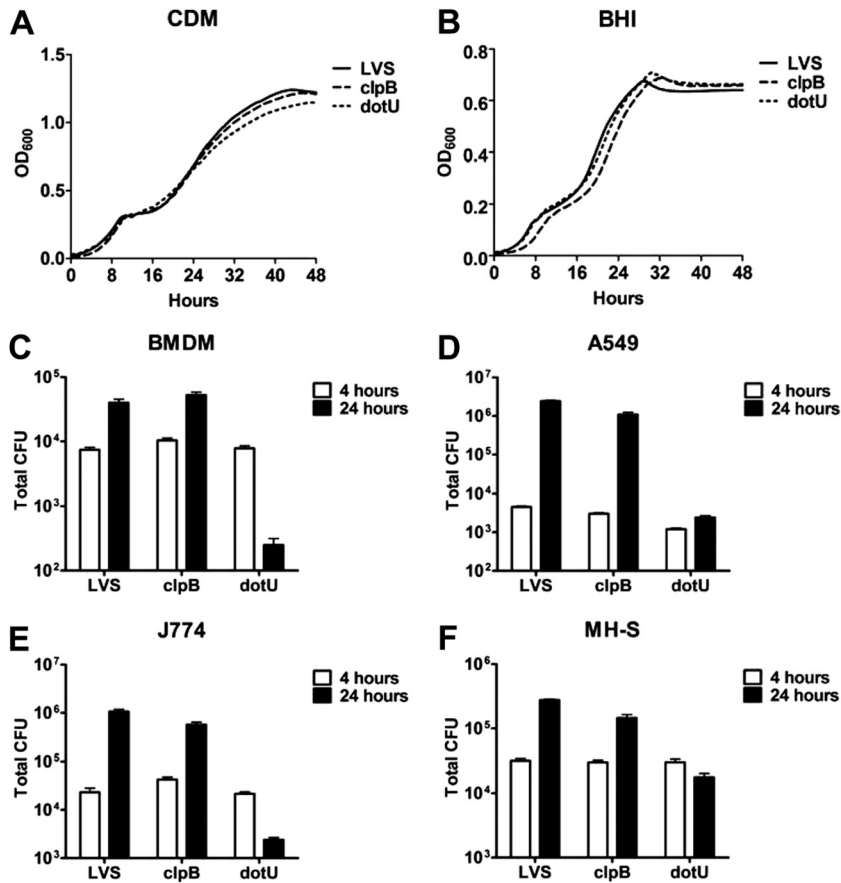 A
CDM
OD600
1.5
1.0
0.5
0.0
0 8 16 24 32 40 48
Hours
LVS
clpB
dotU
B
BHI
OD600
0.8
0.6
0.4
0.2
0.0
0 8 16 24 32 40 48
Hours
LVS
clpB
dotU
C
BMDM
Total CFU
10^5
10^4
10^3
10^2
LVS clpB dotU
4 hours
24 hours
D
A549
Total CFU
10^7
10^6
10^5
10^4
10^3
10^2
LVS clpB dotU
4 hours
24 hours
E
J774
Total CFU
10^7
10^6
10^5
10^4
10^3
LVS clpB dotU
4 hours
24 hours
F
MH-S
Total CFU
10^6
10^5
10^4
10^3
LVS clpB dotU
4 hours
24 hours